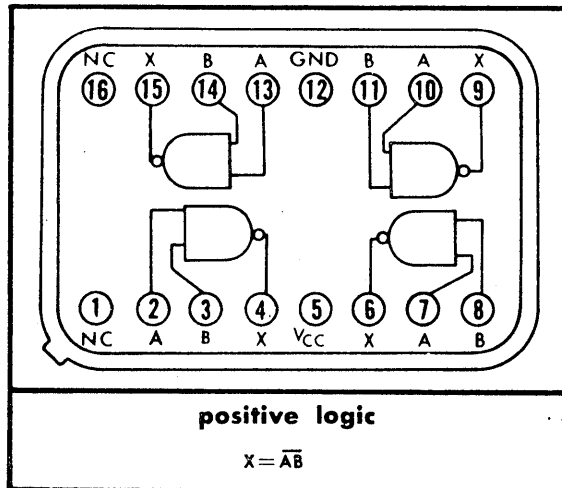 NC X B A GND B A X
16 15 14 13 12 11 10 9
1 2 3 4 5 6 7 8
NC A B X VCC X A B
positive logic
X = A̅B̅